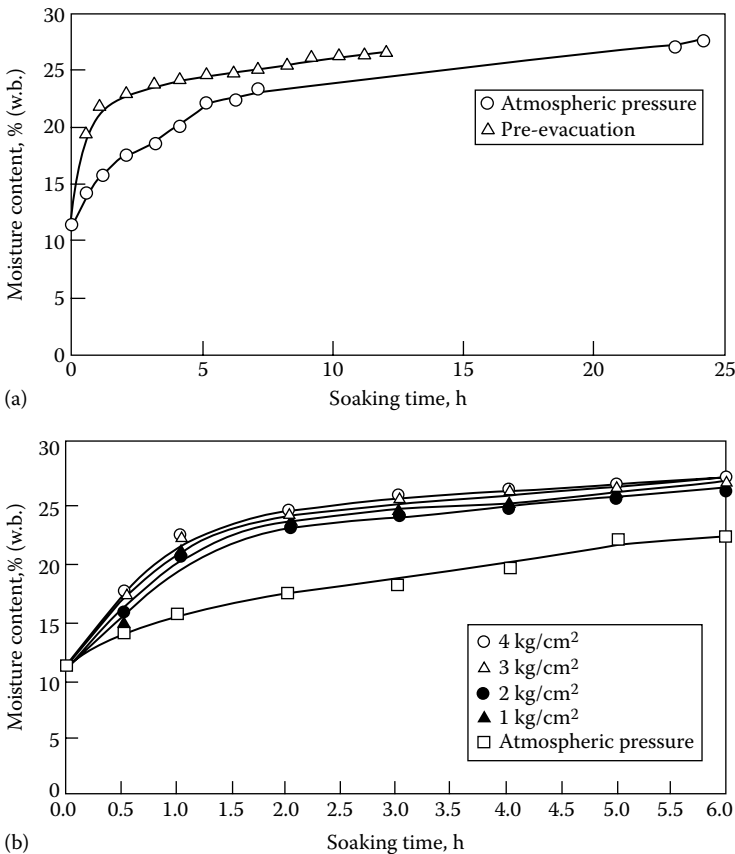 30
25
20
15
10
5
0
Moisture content, % (w.b.)
Atmospheric pressure
Pre-evacuation
0 5 10 15 20 25
(a) Soaking time, h
30
25
20
15
10
5
0
Moisture content,% (w.b.)
4 kg/cm²
3 kg/cm²
2 kg/cm²
1 kg/cm²
Atmospheric pressure
0.0 0.5 1.0 1.5 2.0 2.5 3.0 3.5 4.0 4.5 5.0 5.5 6.0
(b) Soaking time, h